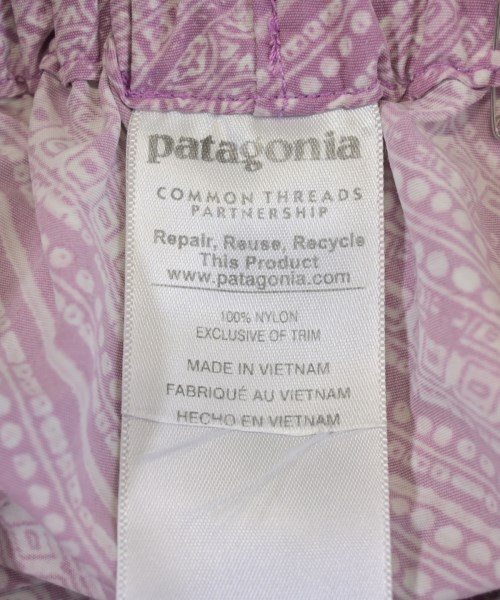 patagonia
COMMON THREADS
PARTNERSHIP
Repair, Reuse, Recycle
This Product
www.patagonia.com
100% NYLON
EXCLUSIVE OF TRIM
MADE IN VIETNAM
FABRIQUÉ AU VIETNAM
HECHO EN VIETNAM